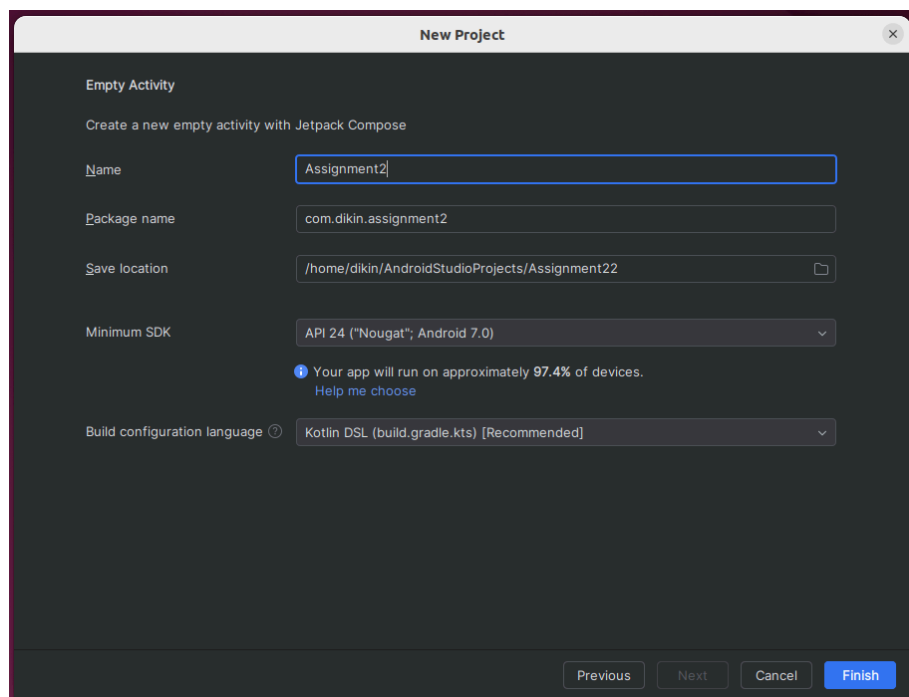 New Project
Empty Activity
Create a new empty activity with Jetpack Compose
Name
Assignment2
Package name
com.dikin.assignment2
Save location
/home/dikin/AndroidStudioProjects/Assignment22
Minimum SDK
API 24 ("Nougat"; Android 7.0)
Your app will run on approximately 97.4% of devices.
Help me choose
Build configuration language
Kotlin DSL (build.gradle.kts) [Recommended]
Previous
Next
Cancel
Finish